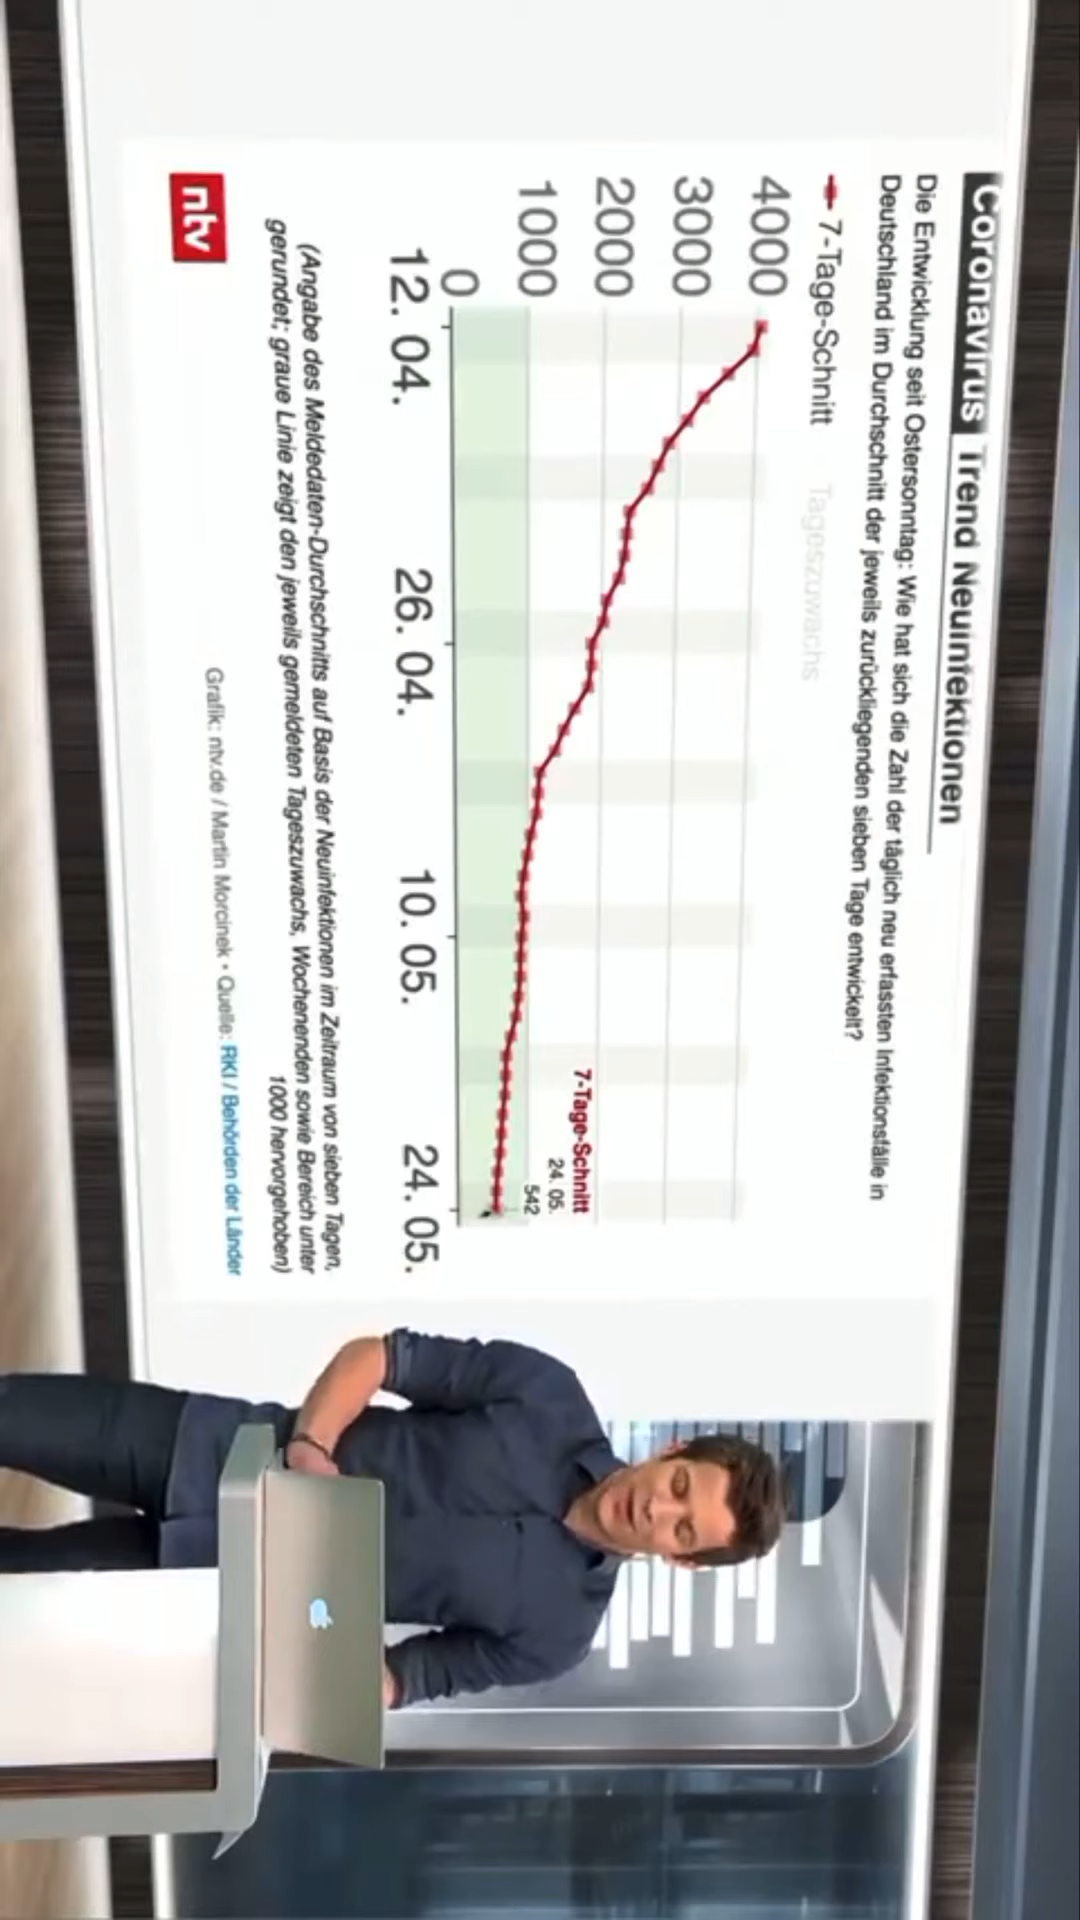 Coronavirus Trend Neuinfektionen
Die Entwicklung seit Ostersonntag: Wie hat sich die Zahl der täglich neu erfassten Infektionsfälle in
Deutschland im Durchschnitt der jeweils zurückliegenden sieben Tage entwickelt?
7-Tage-Schnitt Tageszuwachs
4000
3000
2000
1000
0
7-Tage-Schnitt
24. 05.
542
12. 04. 26. 04. 10. 05. 24. 05.
(Angabe des Meldedaten-Durchschnitts auf Basis der Neuinfektionen im Zeitraum von sieben Tagen,
gerundet; graue Linie zeigt den jeweils gemeldeten Tageszuwachs, Wochenenden sowie Bereich unter
1000 hervorgehoben)
Grafik: ntv.de / Martin Morcinek • Quelle: RKI / Behörden der Länder
ntv